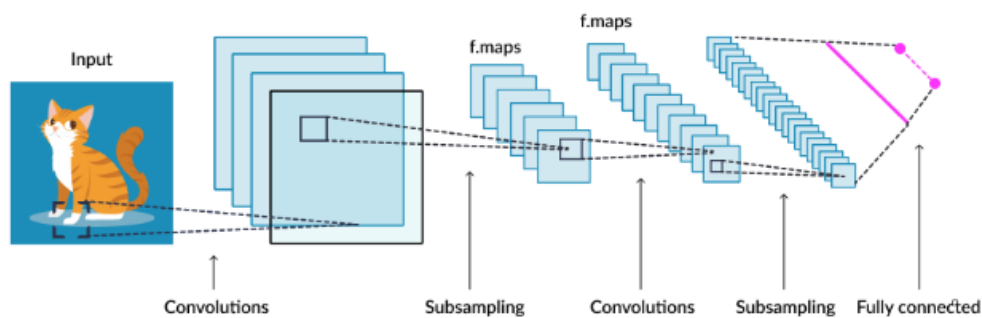 Input
f.maps
f.maps
Convolutions
Subsampling
Convolutions
Subsampling
Fully connected